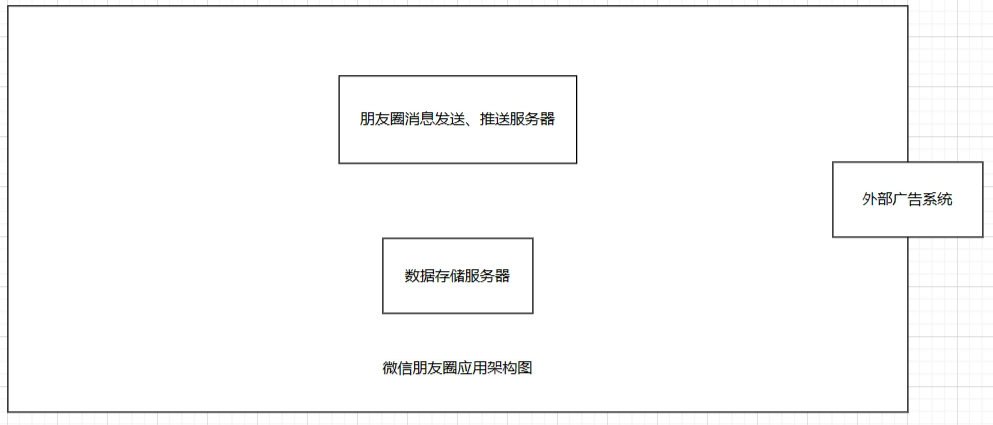 朋友圈消息发送、推送服务器
外部广告系统
数据存储服务器
微信朋友圈应用架构图